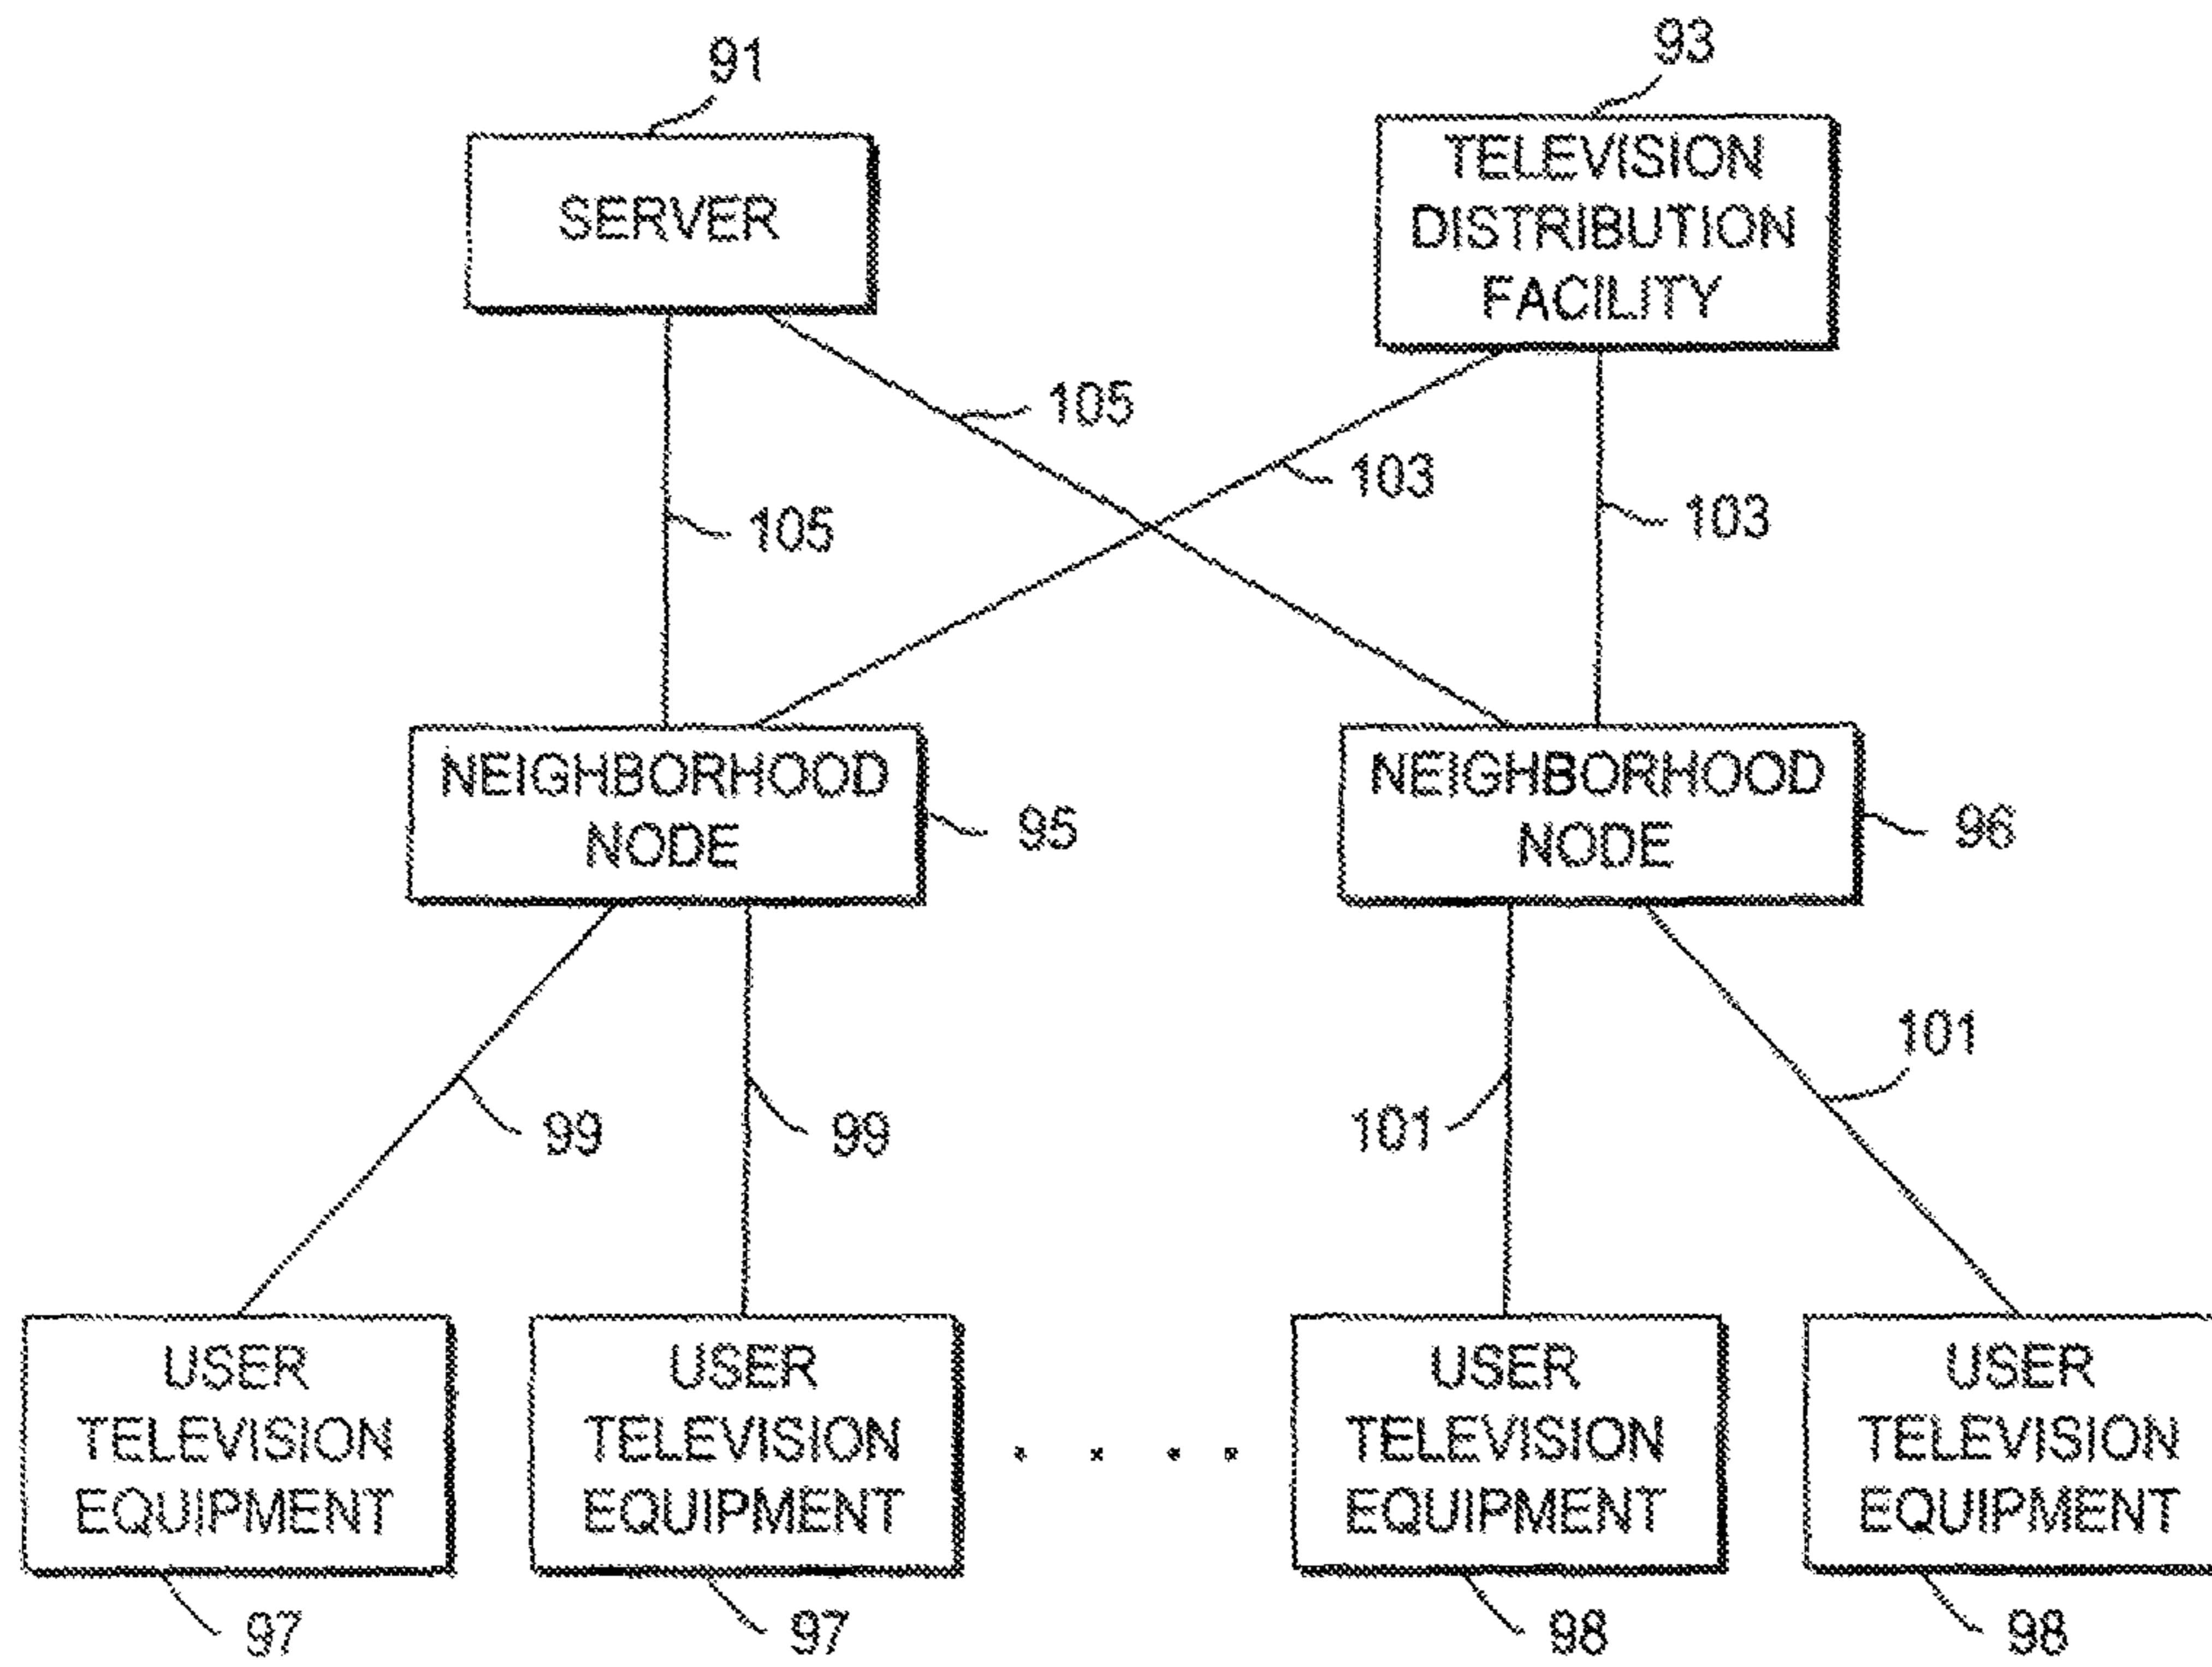 91
93
SERVER
TELEVISION
DISTRIBUTION
FACILITY
105
103
105
103
NEIGHBORHOOD
NODE
95
NEIGHBORHOOD
NODE
96
99
99
101
101
USER
TELEVISION
EQUIPMENT
USER
TELEVISION
EQUIPMENT
. . . .
USER
TELEVISION
EQUIPMENT
USER
TELEVISION
EQUIPMENT
97
97
98
98